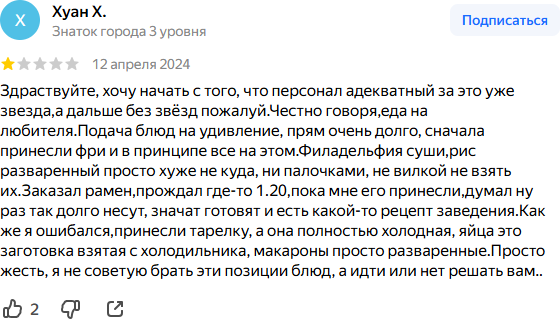 Х
Хуан Х.
Знаток города 3 уровня
Подписаться
12 апреля 2024
Здраствуйте, хочу начать с того, что персонал адекватный за это уже
звезда,а дальше без звёзд пожалуй.Честно говоря,еда на
любителя.Подача блюд на удивление, прям очень долго, сначала
принесли фри и в принципе все на этом.Филадельфия суши,рис
разваренный просто хуже не куда, ни палочками, не вилкой не взять
их.Заказал рамен,прождал где-то 1.20,пока мне его принесли,думал ну
раз так долго несут, значат готовят и есть какой-то рецепт заведения.Как
же я ошибался,принесли тарелку, а она полностью холодная, яйца это
заготовка взятая с холодильника, макароны просто разваренные.Просто
жесть, я не советую брать эти позиции блюд, а идти или нет решать вам..
2